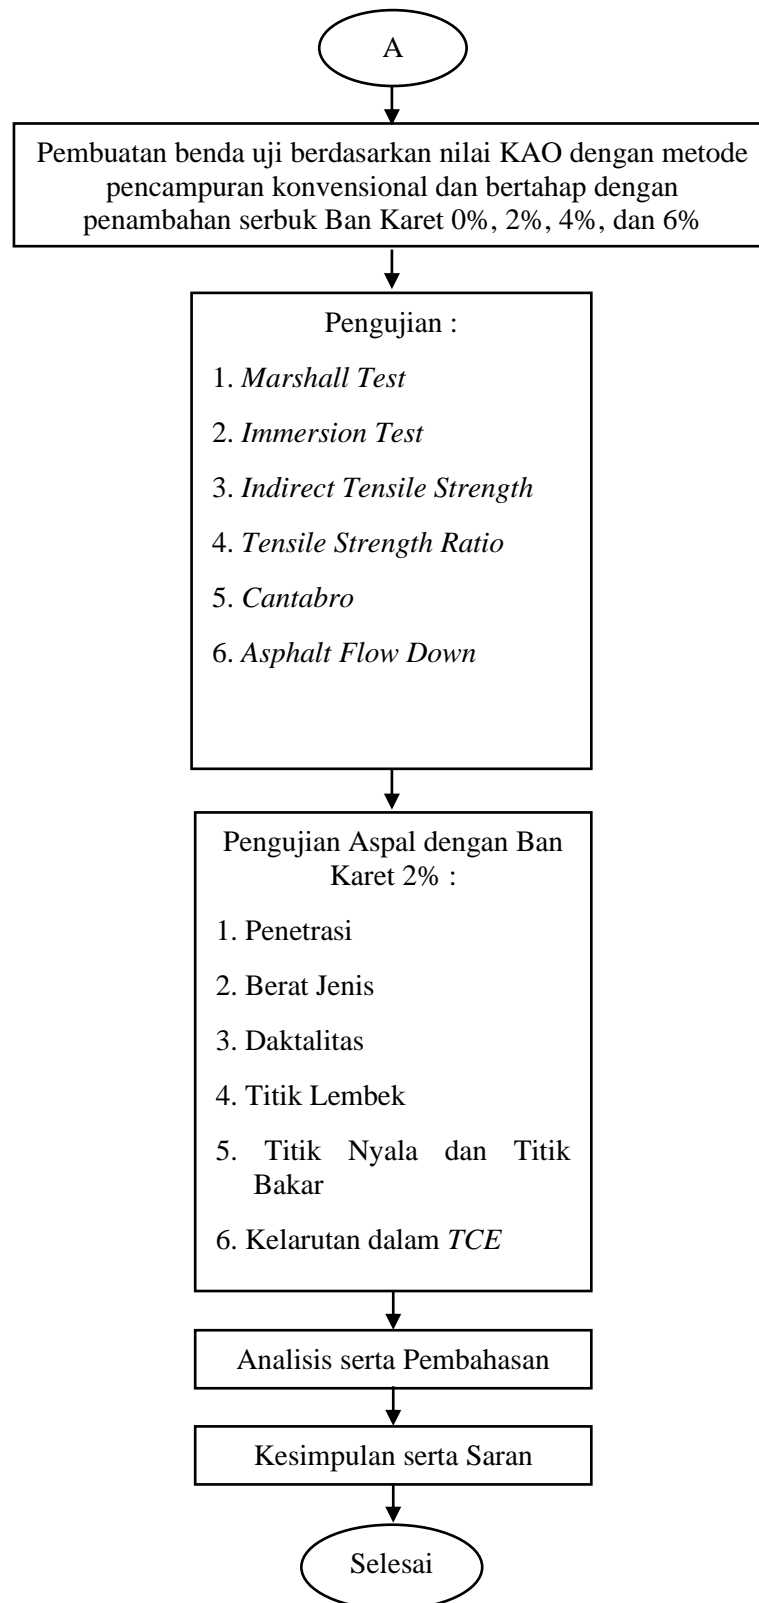 A
Pembuatan benda uji berdasarkan nilai KAO dengan metode
pencampuran konvensional dan bertahap dengan
penambahan serbuk Ban Karet 0%, 2%, 4%, dan 6%
Pengujian :
1. Marshall Test
2. Immersion Test
3. Indirect Tensile Strength
4. Tensile Strength Ratio
5. Cantabro
6. Asphalt Flow Down
Pengujian Aspal dengan Ban
Karet 2% :
1. Penetrasi
2. Berat Jenis
3. Daktalitas
4. Titik Lembek
5. Titik Nyala dan Titik
Bakar
6. Kelarutan dalam TCE
Analisis serta Pembahasan
Kesimpulan serta Saran
Selesai